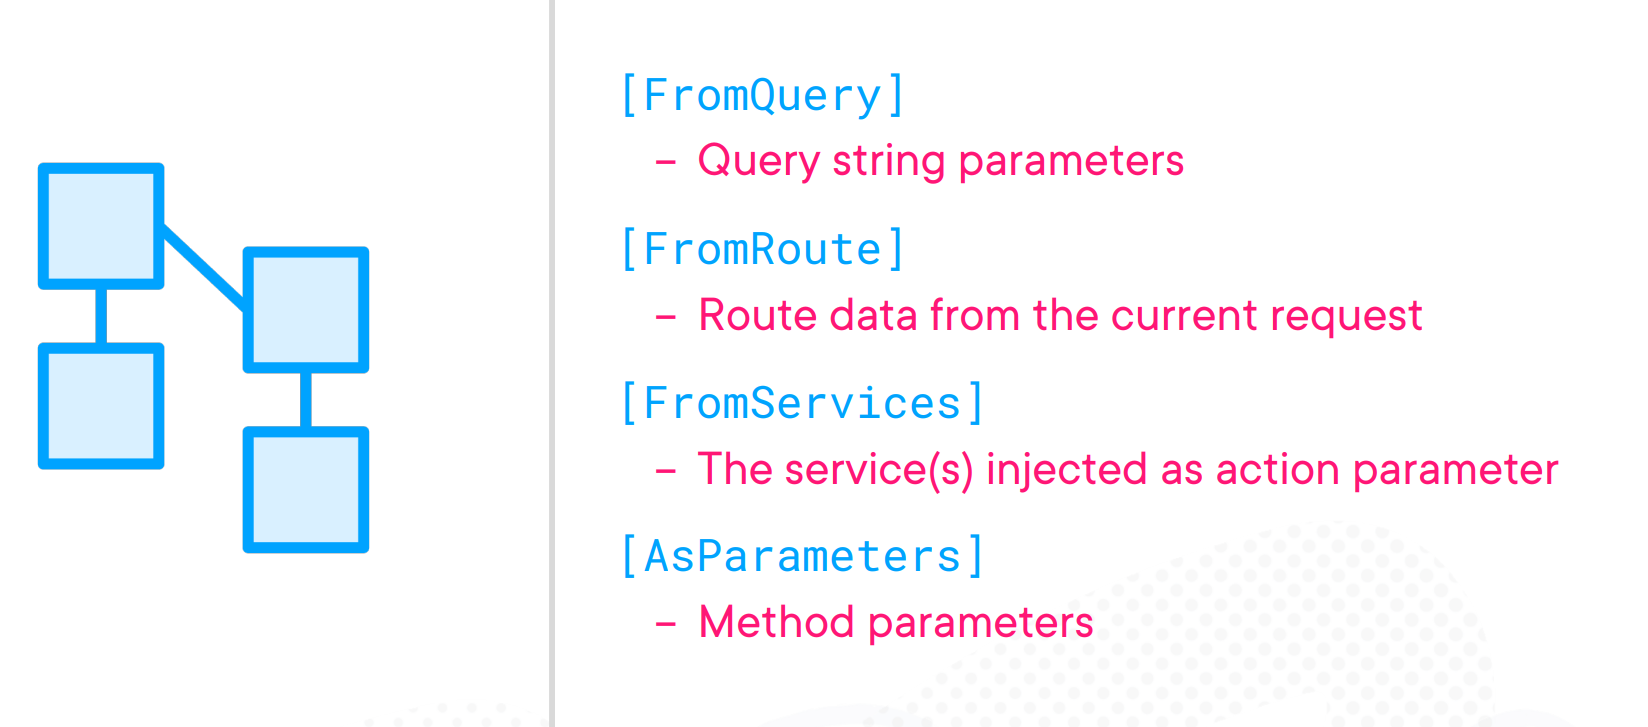 [FromQuery]
– Query string parameters
[FromRoute]
– Route data from the current request
[FromServices]
– The service(s) injected as action parameter
[AsParameters]
– Method parameters